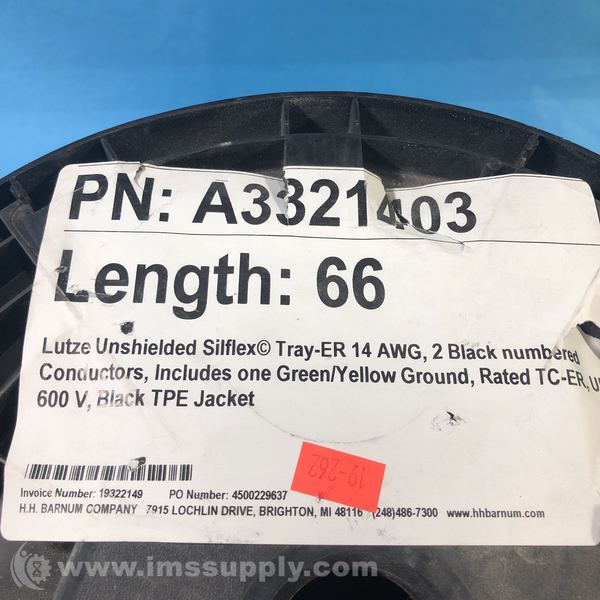 PN: A3321403
Length: 66
Lutze Unshielded Silflex© Tray-ER 14 AWG, 2 Black numbered
Conductors, Includes one Green/Yellow Ground, Rated TC-ER,
600 V, Black TPE Jacket
19-262
Invoice Number: 19322149 PO Number: 4500229637
H.H. BARNUM COMPANY 7915 LOCHLIN DRIVE, BRIGHTON, MI 48116 (248)486-7300 www.hhbarnum.com
© www.imssupply.com/